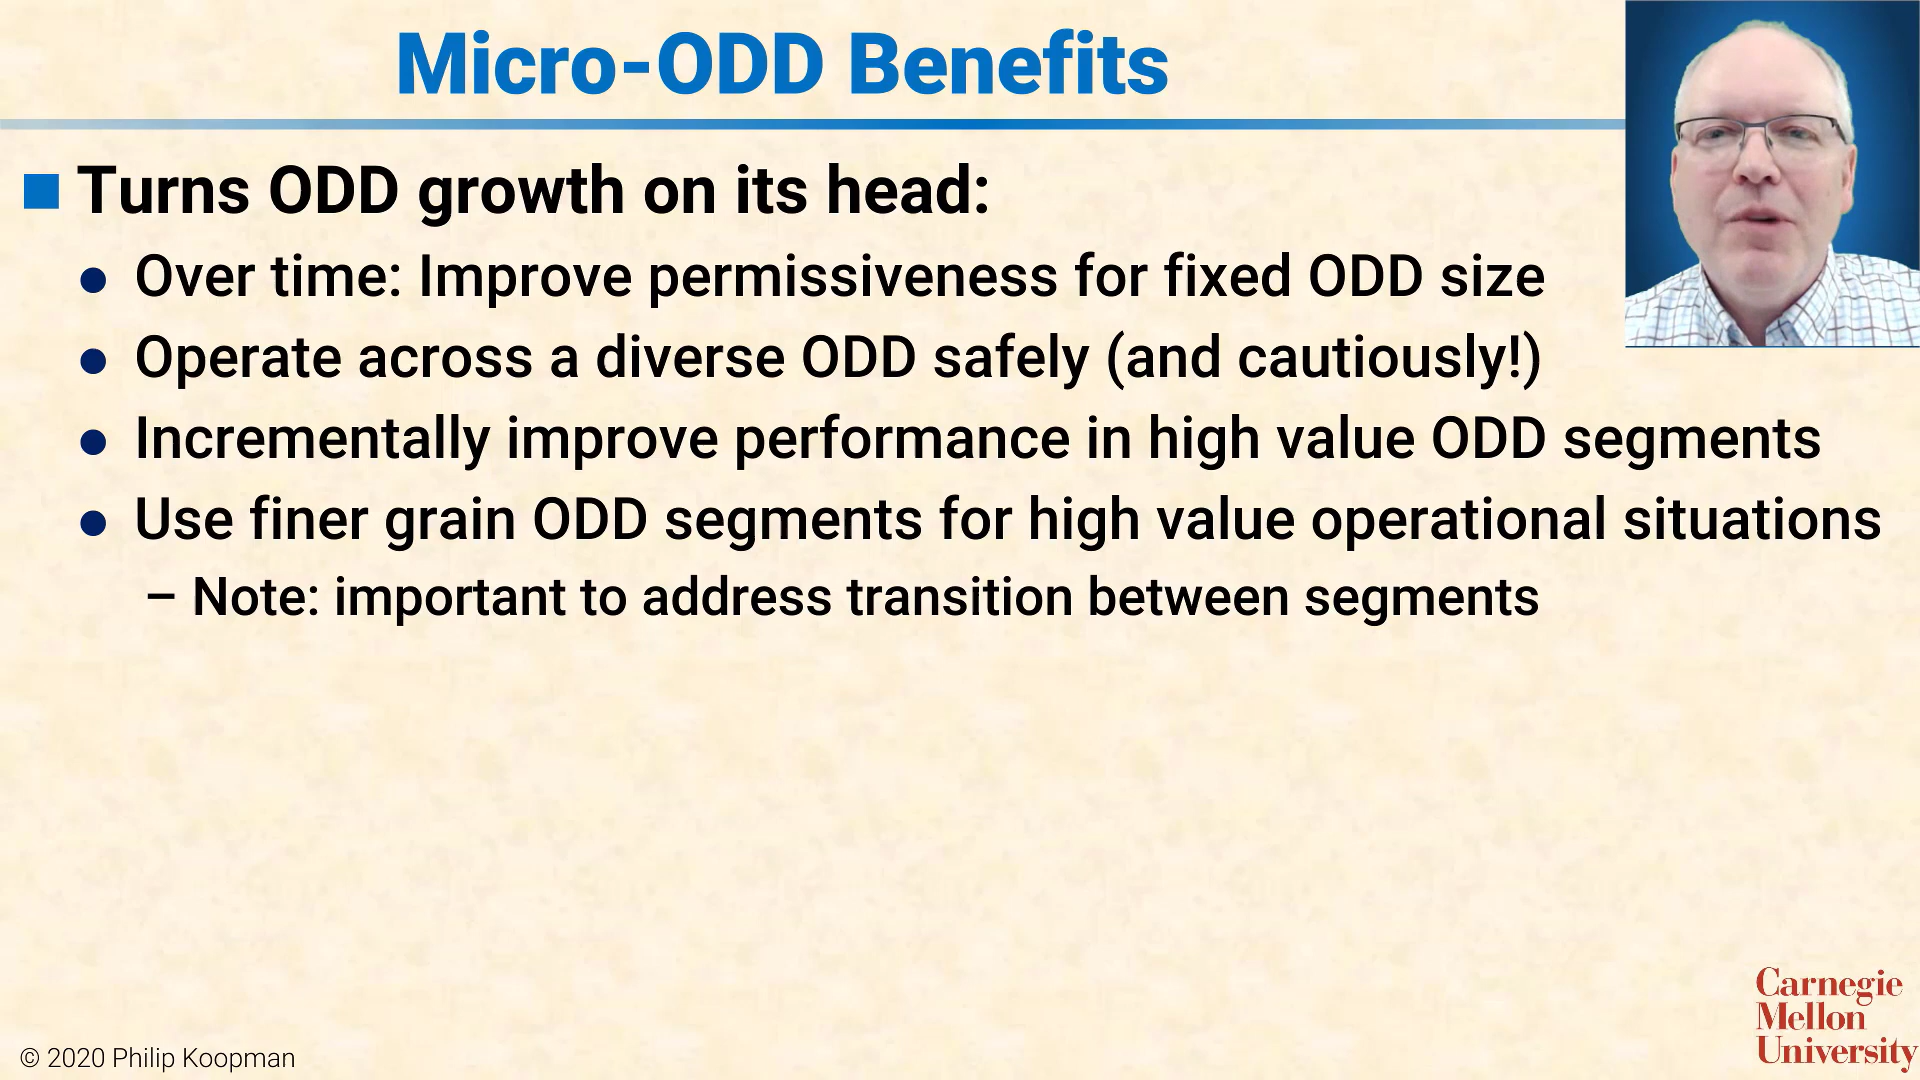 Micro-ODD Benefits
Turns ODD growth on its head:
Over time: Improve permissiveness for fixed ODD size
Operate across a diverse ODD safely (and cautiously!)
Incrementally improve performance in high value ODD segments
Use finer grain ODD segments for high value operational situations
– Note: important to address transition between segments
Carnegie
Mellon
University
© 2020 Philip Koopman